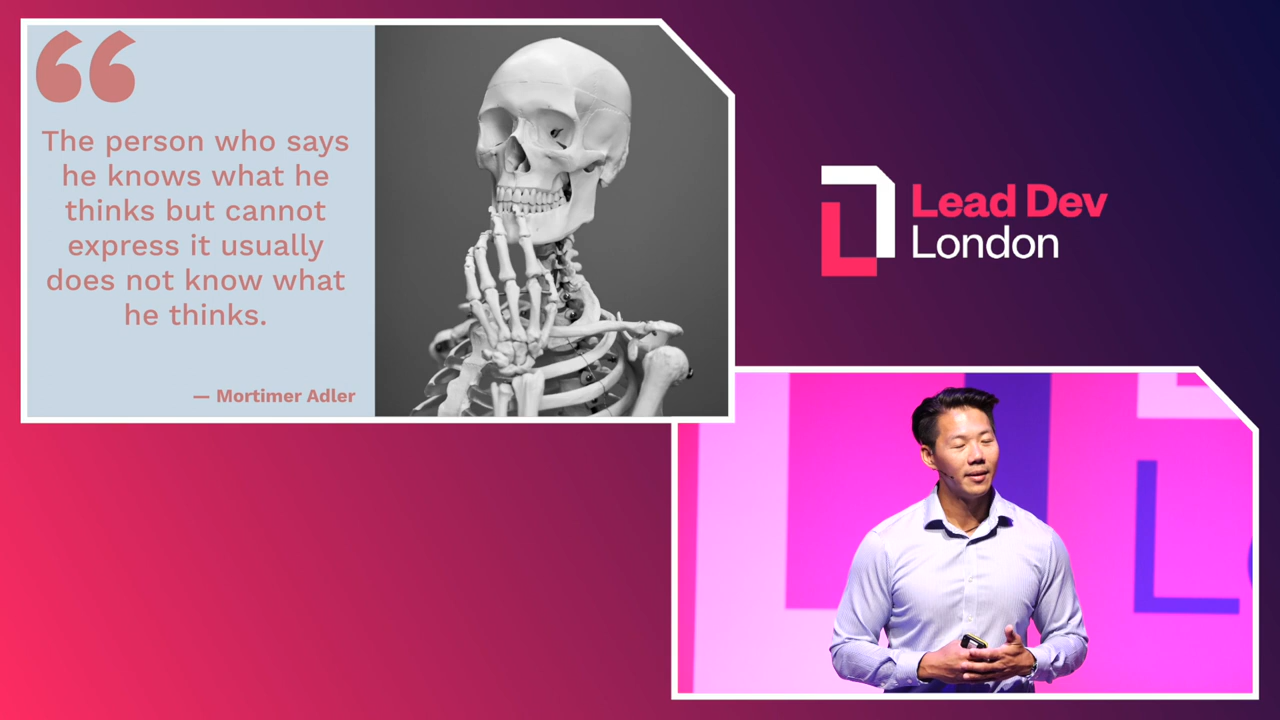 “
The person who says
he knows what he
thinks but cannot
express it usually
does not know what
he thinks.
— Mortimer Adler
Lead Dev
London